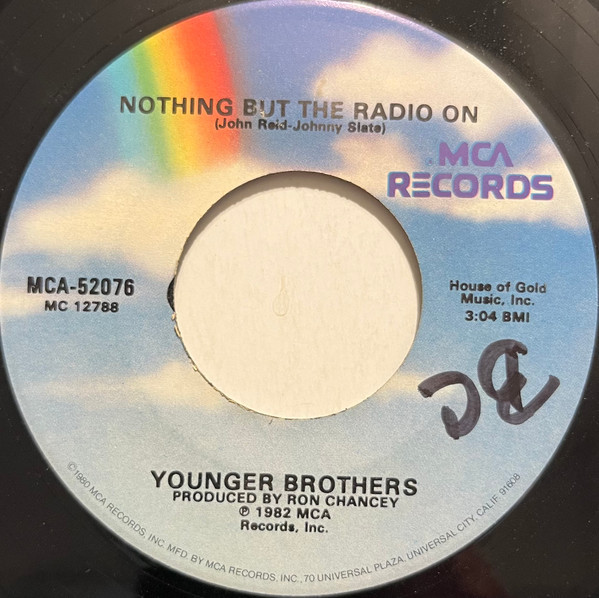 NOTHING BUT THE RADIO ON
(John Reid-Johnny Slate)
MCA
RECORDS
MCA-52076
MC 12788
House of Gold
Music, Inc.
3:04 BMI
YOUNGER BROTHERS
PRODUCED BY RON CHANCEY
℗ 1982 MCA
Records, Inc.
©1980 MCA RECORDS, INC. MFD. BY MCA RECORDS, INC., 70 UNIVERSAL PLAZA, UNIVERSAL CITY, CALIF. 91608